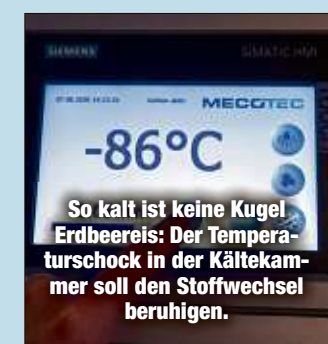 SIEMENS
SIMATIC HMI
MECOTEC
-86°C
So kalt ist keine Kugel
Erdbeereis: Der Tempera-
turschock in der Kältekam-
mer soll den Stoffwechsel
beruhigen.